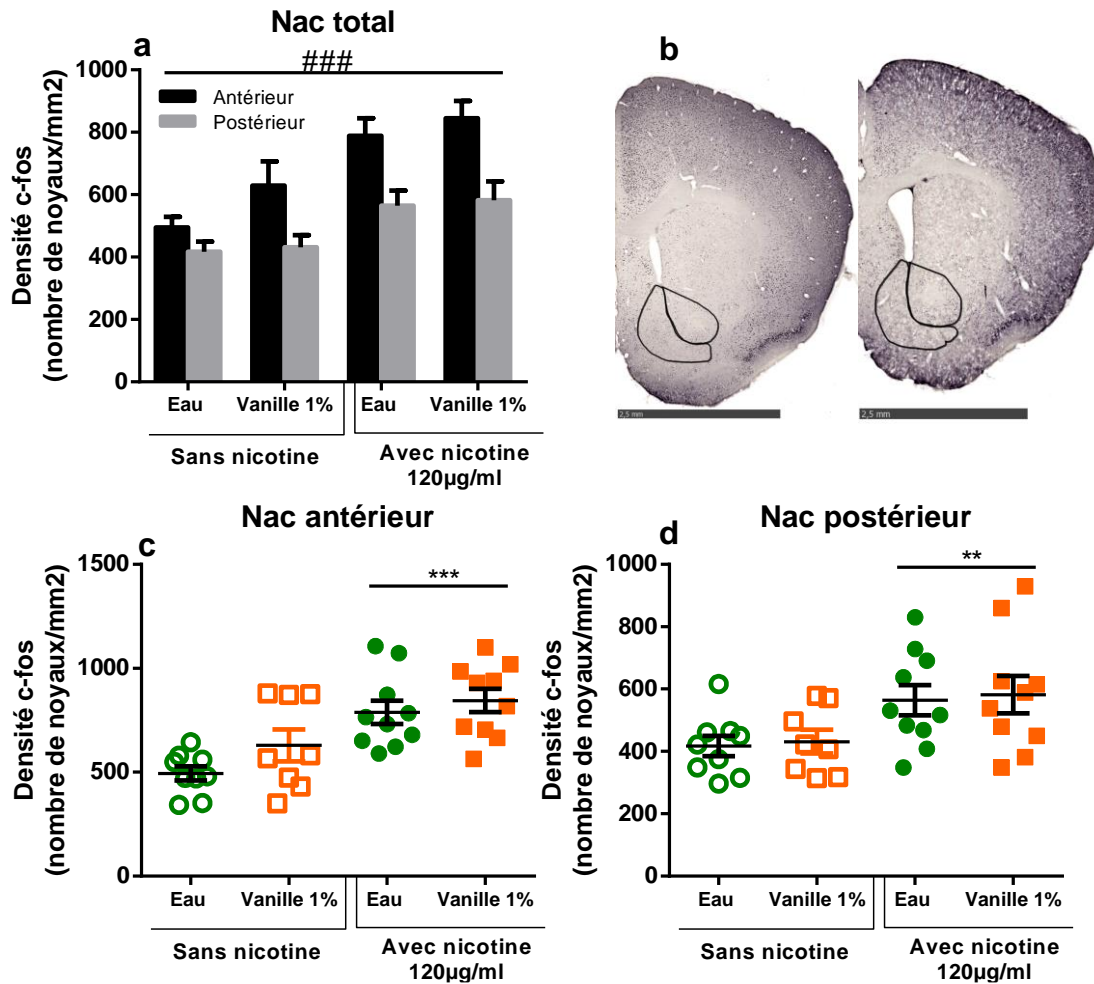 Nac total
a
###
Densité c-fos
(nombre de noyaux/mm2)
1000
800
600
400
200
0
Antérieur
Postérieur
Eau
Vanille 1%
Eau
Vanille 1%
Sans nicotine
Avec nicotine
120µg/ml
b
2,5 mm
2,5 mm
Nac antérieur
c
***
Densité c-fos
(nombre de noyaux/mm2)
1500
1000
500
0
Eau
Vanille 1%
Eau
Vanille 1%
Sans nicotine
Avec nicotine
120µg/ml
Nac postérieur
d
**
Densité c-fos
(nombre de noyaux/mm2)
1000
800
600
400
200
0
Eau
Vanille 1%
Eau
Vanille 1%
Sans nicotine
Avec nicotine
120µg/ml